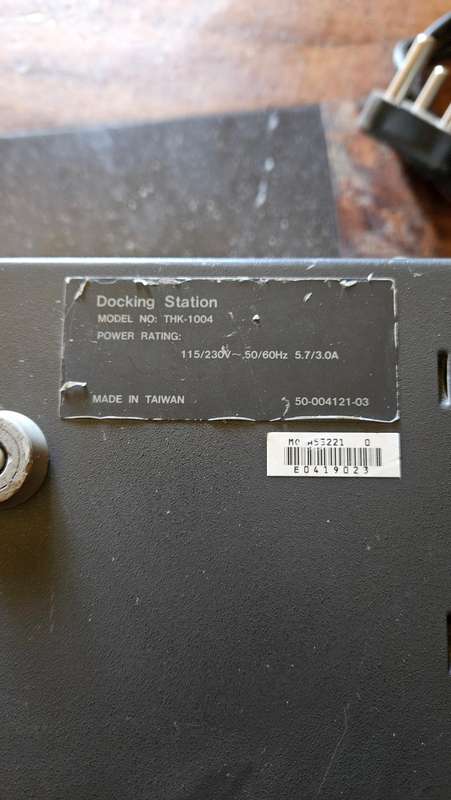 Docking Station
MODEL NO: THK-1004
POWER RATING:
115/230V~ 50/60Hz 5.7/3.0A
MADE IN TAIWAN
50-004121-03
0
E0419023